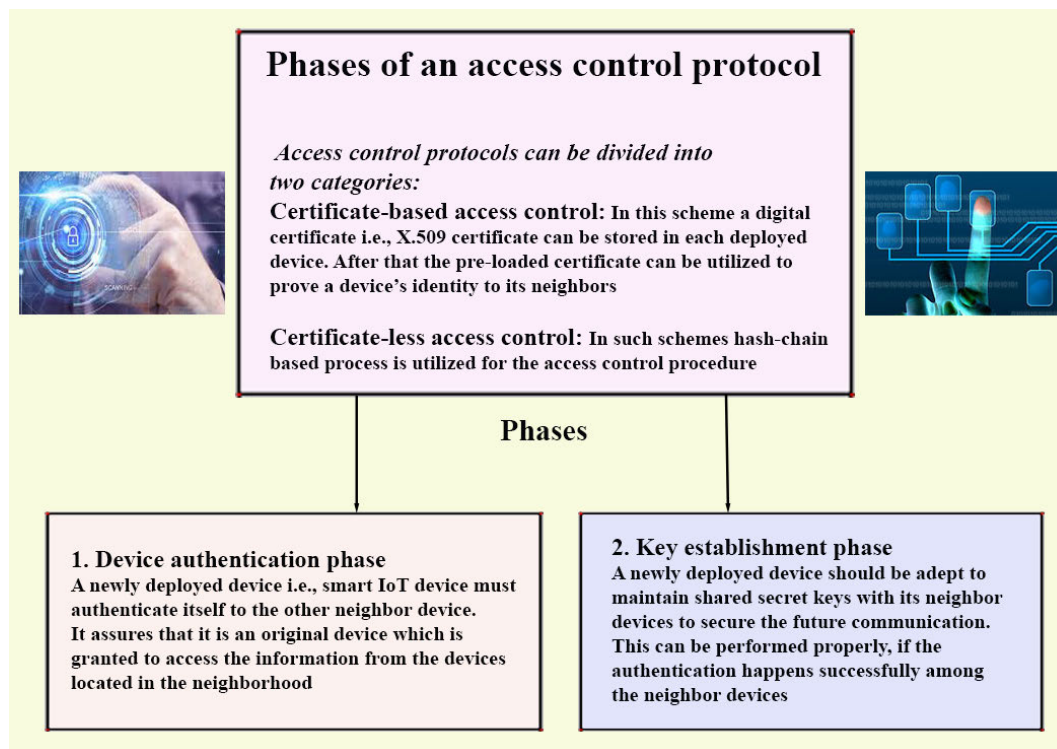 Phases of an access control protocol
Access control protocols can be divided into
two categories:
Certificate-based access control: In this scheme a digital
certificate i.e., X.509 certificate can be stored in each deployed
device. After that the pre-loaded certificate can be utilized to
prove a device's identity to its neighbors
Certificate-less access control: In such schemes hash-chain
based process is utilized for the access control procedure
Phases
1. Device authentication phase
A newly deployed device i.e., smart IoT device must
authenticate itself to the other neighbor device.
It assures that it is an original device which is
granted to access the information from the devices
located in the neighborhood
2. Key establishment phase
A newly deployed device should be adept to
maintain shared secret keys with its neighbor
devices to secure the future communication.
This can be performed properly, if the
authentication happens successfully among
the neighbor devices